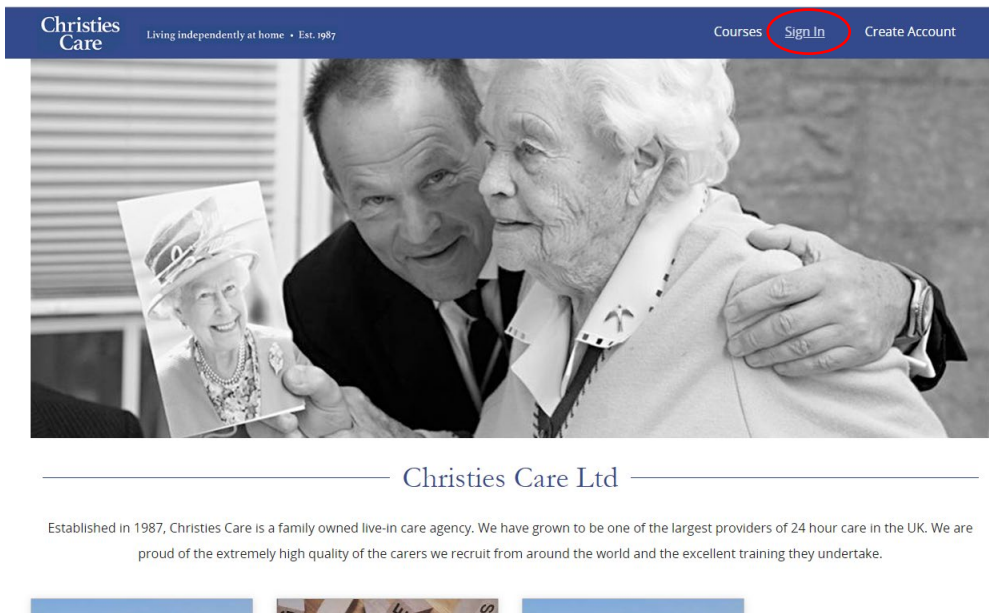 Christies
Care
Living independently at home • Est. 1987
Courses
Sign In
Create Account
Christies Care Ltd
Established in 1987, Christies Care is a family owned live-in care agency. We have grown to be one of the largest providers of 24 hour care in the UK. We are
proud of the extremely high quality of the carers we recruit from around the world and the excellent training they undertake.